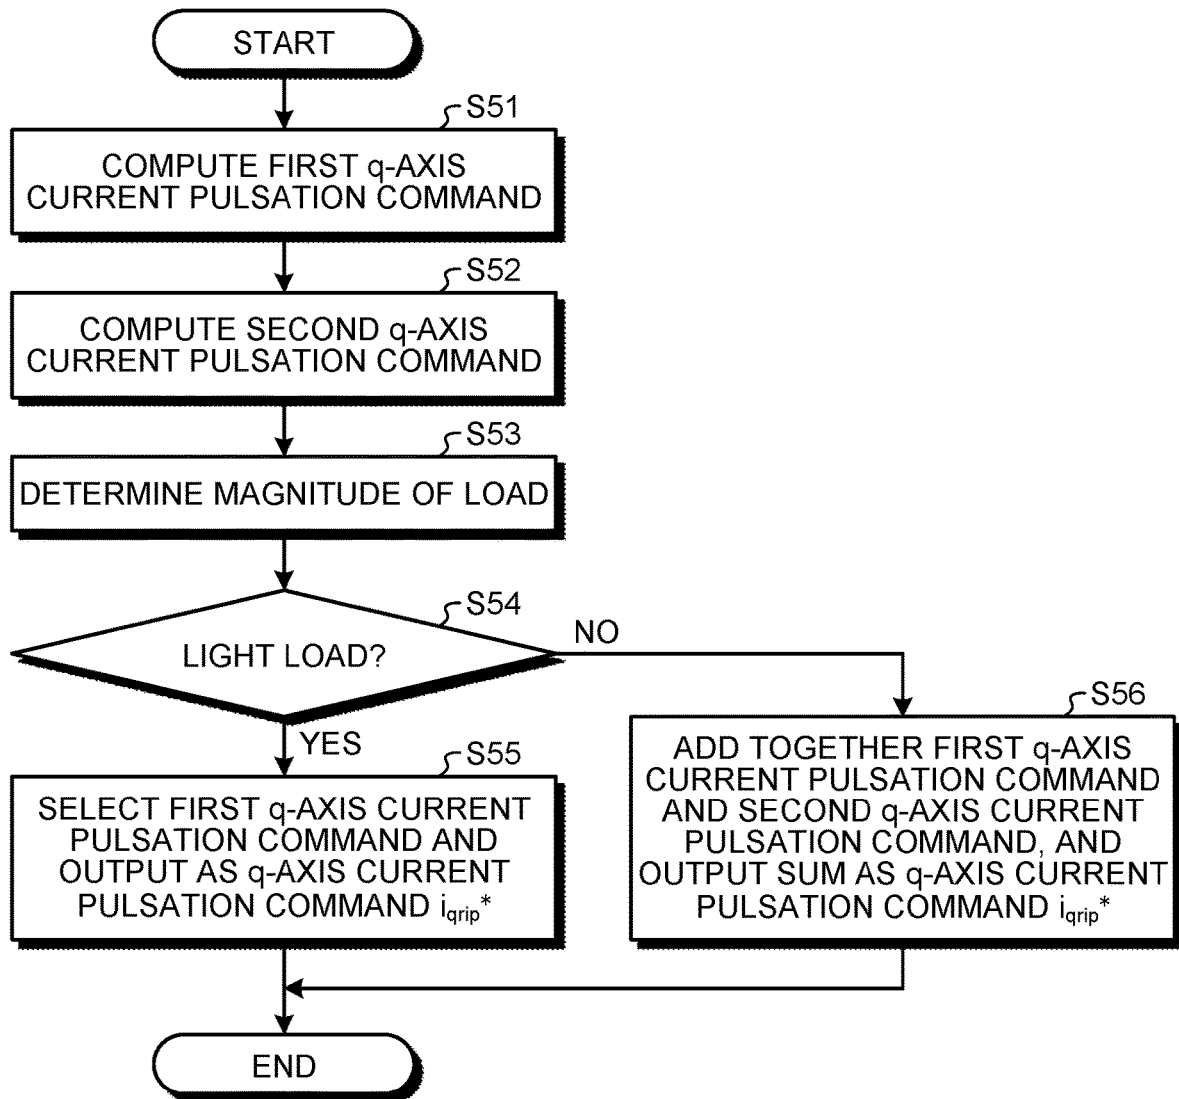 START
S51
COMPUTE FIRST q-AXIS
CURRENT PULSATION COMMAND
S52
COMPUTE SECOND q-AXIS
CURRENT PULSATION COMMAND
S53
DETERMINE MAGNITUDE OF LOAD
S54
LIGHT LOAD?
NO
YES
S55
SELECT FIRST q-AXIS CURRENT
PULSATION COMMAND AND
OUTPUT AS q-AXIS CURRENT
PULSATION COMMAND iqrip*
S56
ADD TOGETHER FIRST q-AXIS
CURRENT PULSATION COMMAND
AND SECOND q-AXIS CURRENT
PULSATION COMMAND, AND
OUTPUT SUM AS q-AXIS CURRENT
PULSATION COMMAND iqrip*
END